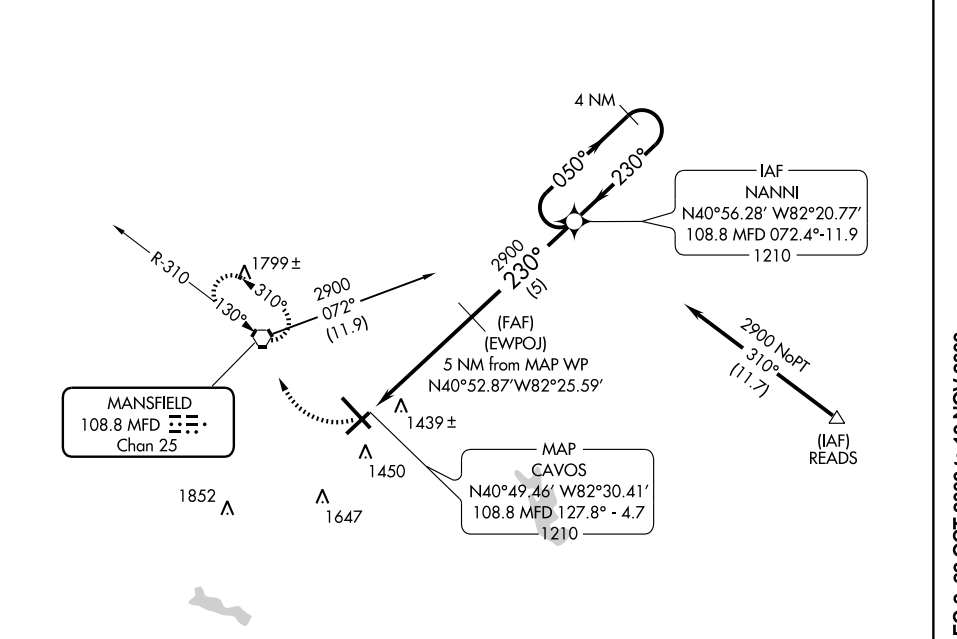 4 NM
050°
230°
IAF
NANNI
N40°56.28′ W82°20.77′
108.8 MFD 072.4°-11.9
1210
2900
230°
(5)
R-310
1799 ±
310°
130°
2900
072°
(11.9)
(FAF)
(EWPOJ)
5 NM from MAP WP
N40°52.87′W82°25.59′
2900 NoPT
310°
(11.7)
MANSFIELD
108.8 MFD
Chan 25
1439 ±
(IAF)
READS
1450
MAP
CAVOS
N40°49.46′ W82°30.41′
108.8 MFD 127.8° - 4.7
1210
1852
1647